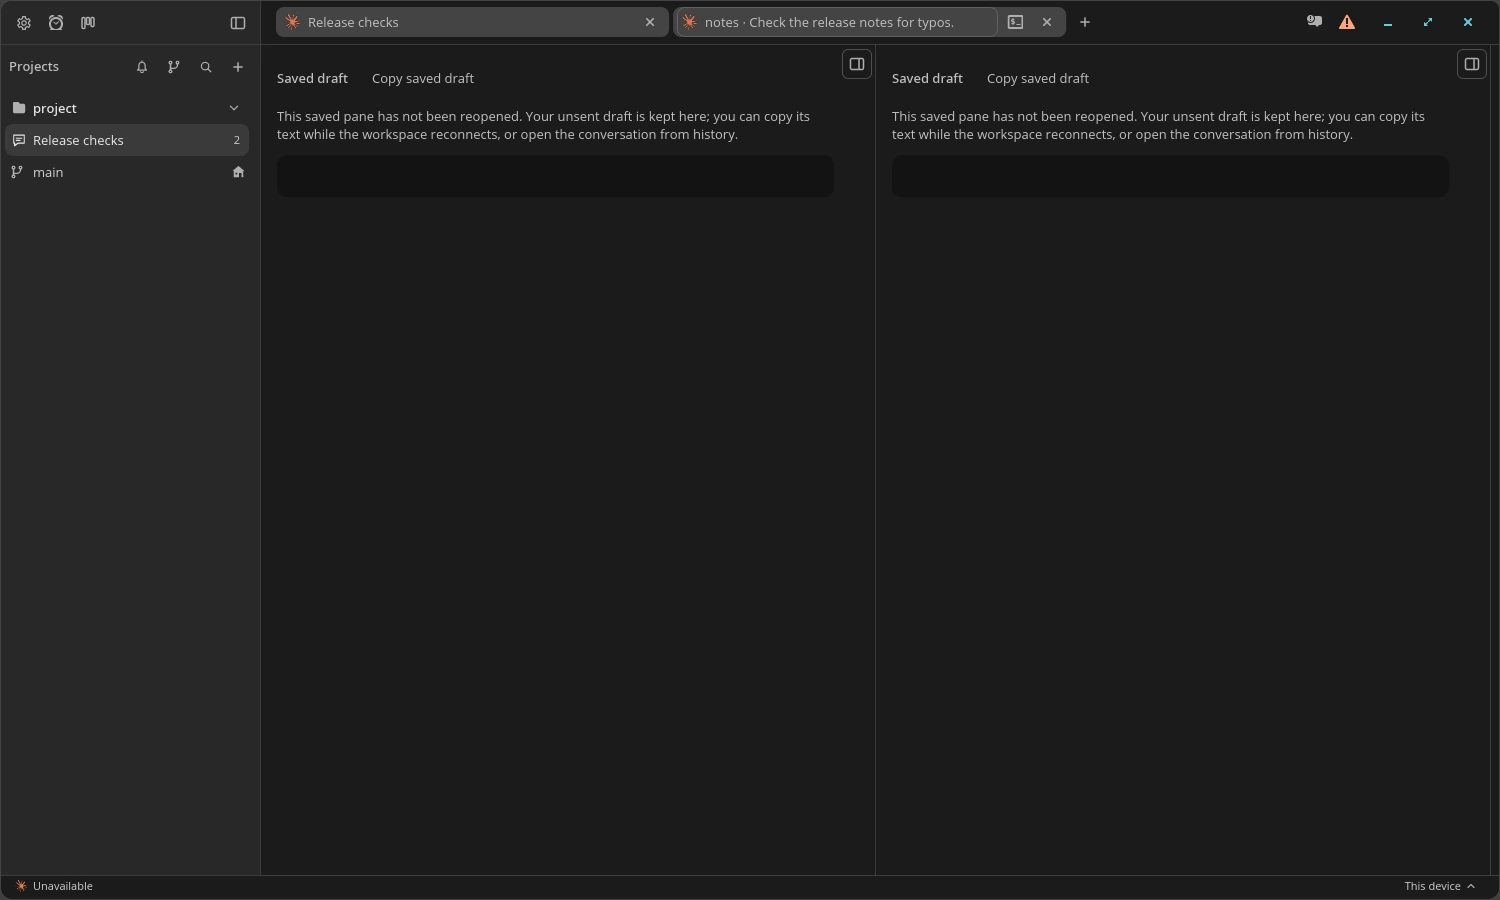 Release checks
notes · Check the release notes for typos.
Projects
project
Release checks 2
main
Saved draft Copy saved draft
This saved pane has not been reopened. Your unsent draft is kept here; you can copy its
text while the workspace reconnects, or open the conversation from history.
Saved draft Copy saved draft
This saved pane has not been reopened. Your unsent draft is kept here; you can copy its
text while the workspace reconnects, or open the conversation from history.
Unavailable
This device